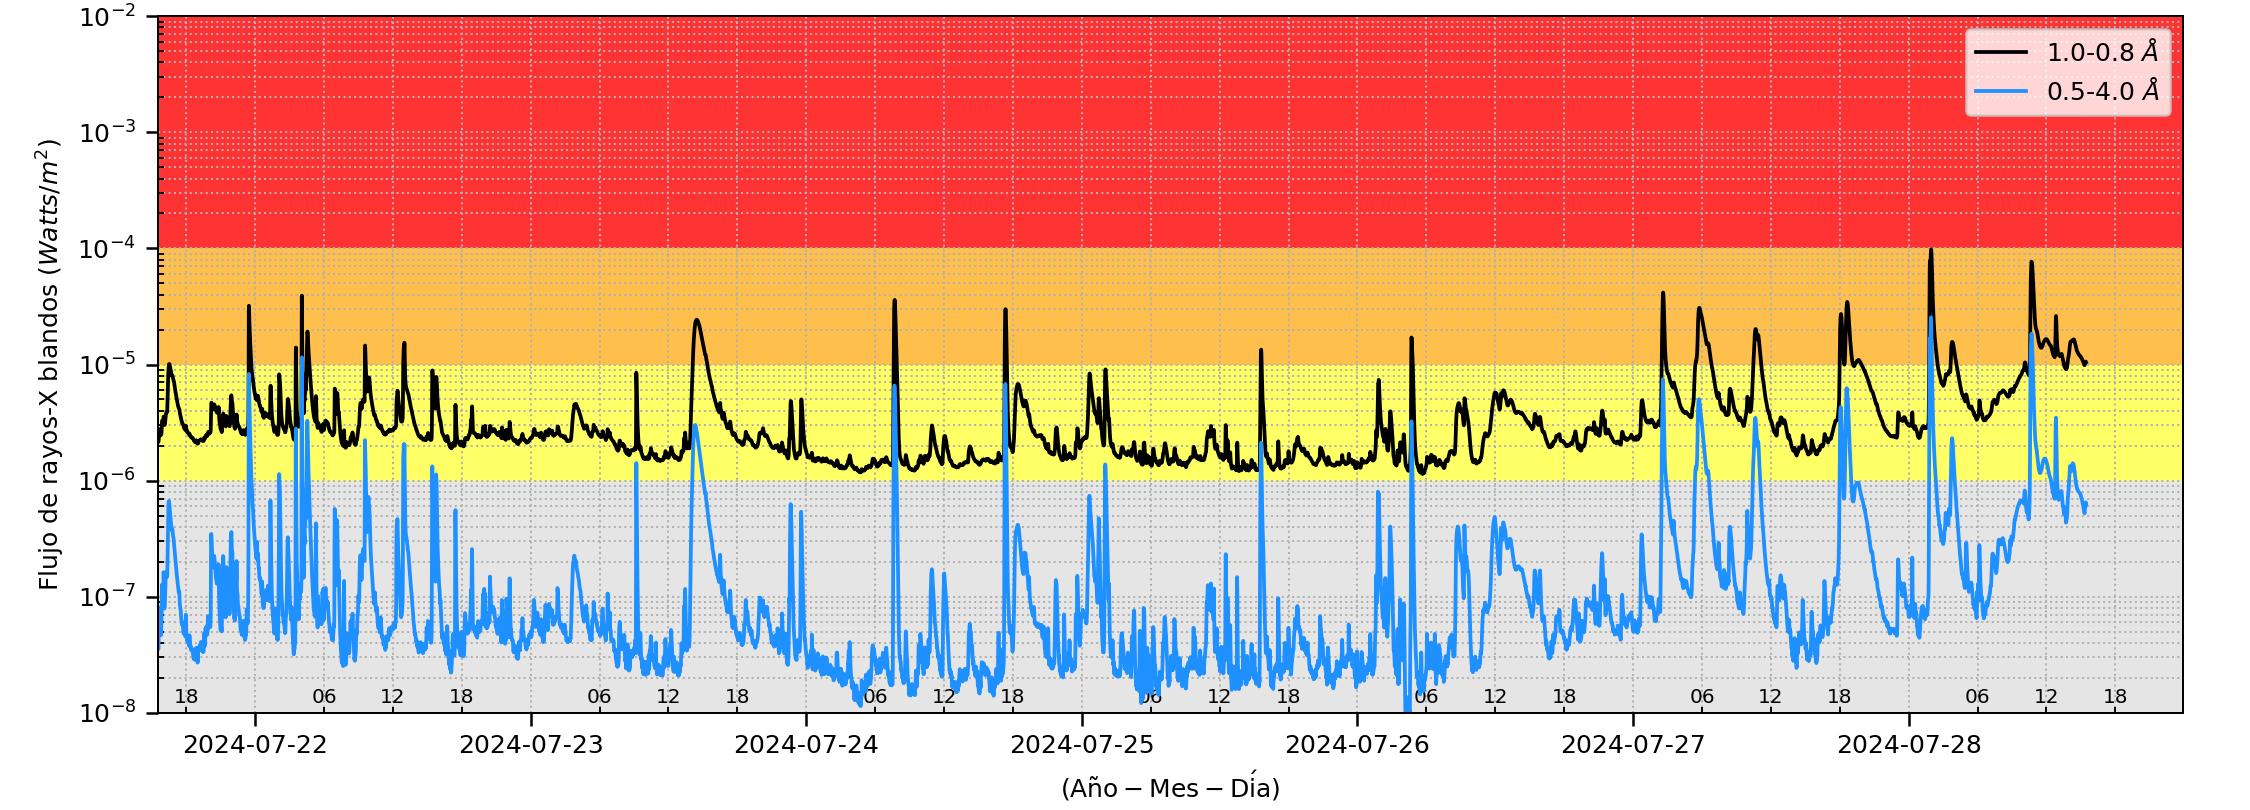 10⁻²
10⁻³
10⁻⁴
10⁻⁵
10⁻⁶
10⁻⁷
10⁻⁸
Flujo de rayos-X blandos (Watts/m²)
1.0-0.8 Å
0.5-4.0 Å
18 06 12 18 06 12 18 06 12 18 06 12 18 06 12 18 06 12 18 06 12 18
2024-07-22 2024-07-23 2024-07-24 2024-07-25 2024-07-26 2024-07-27 2024-07-28
(Año − Mes − Día)